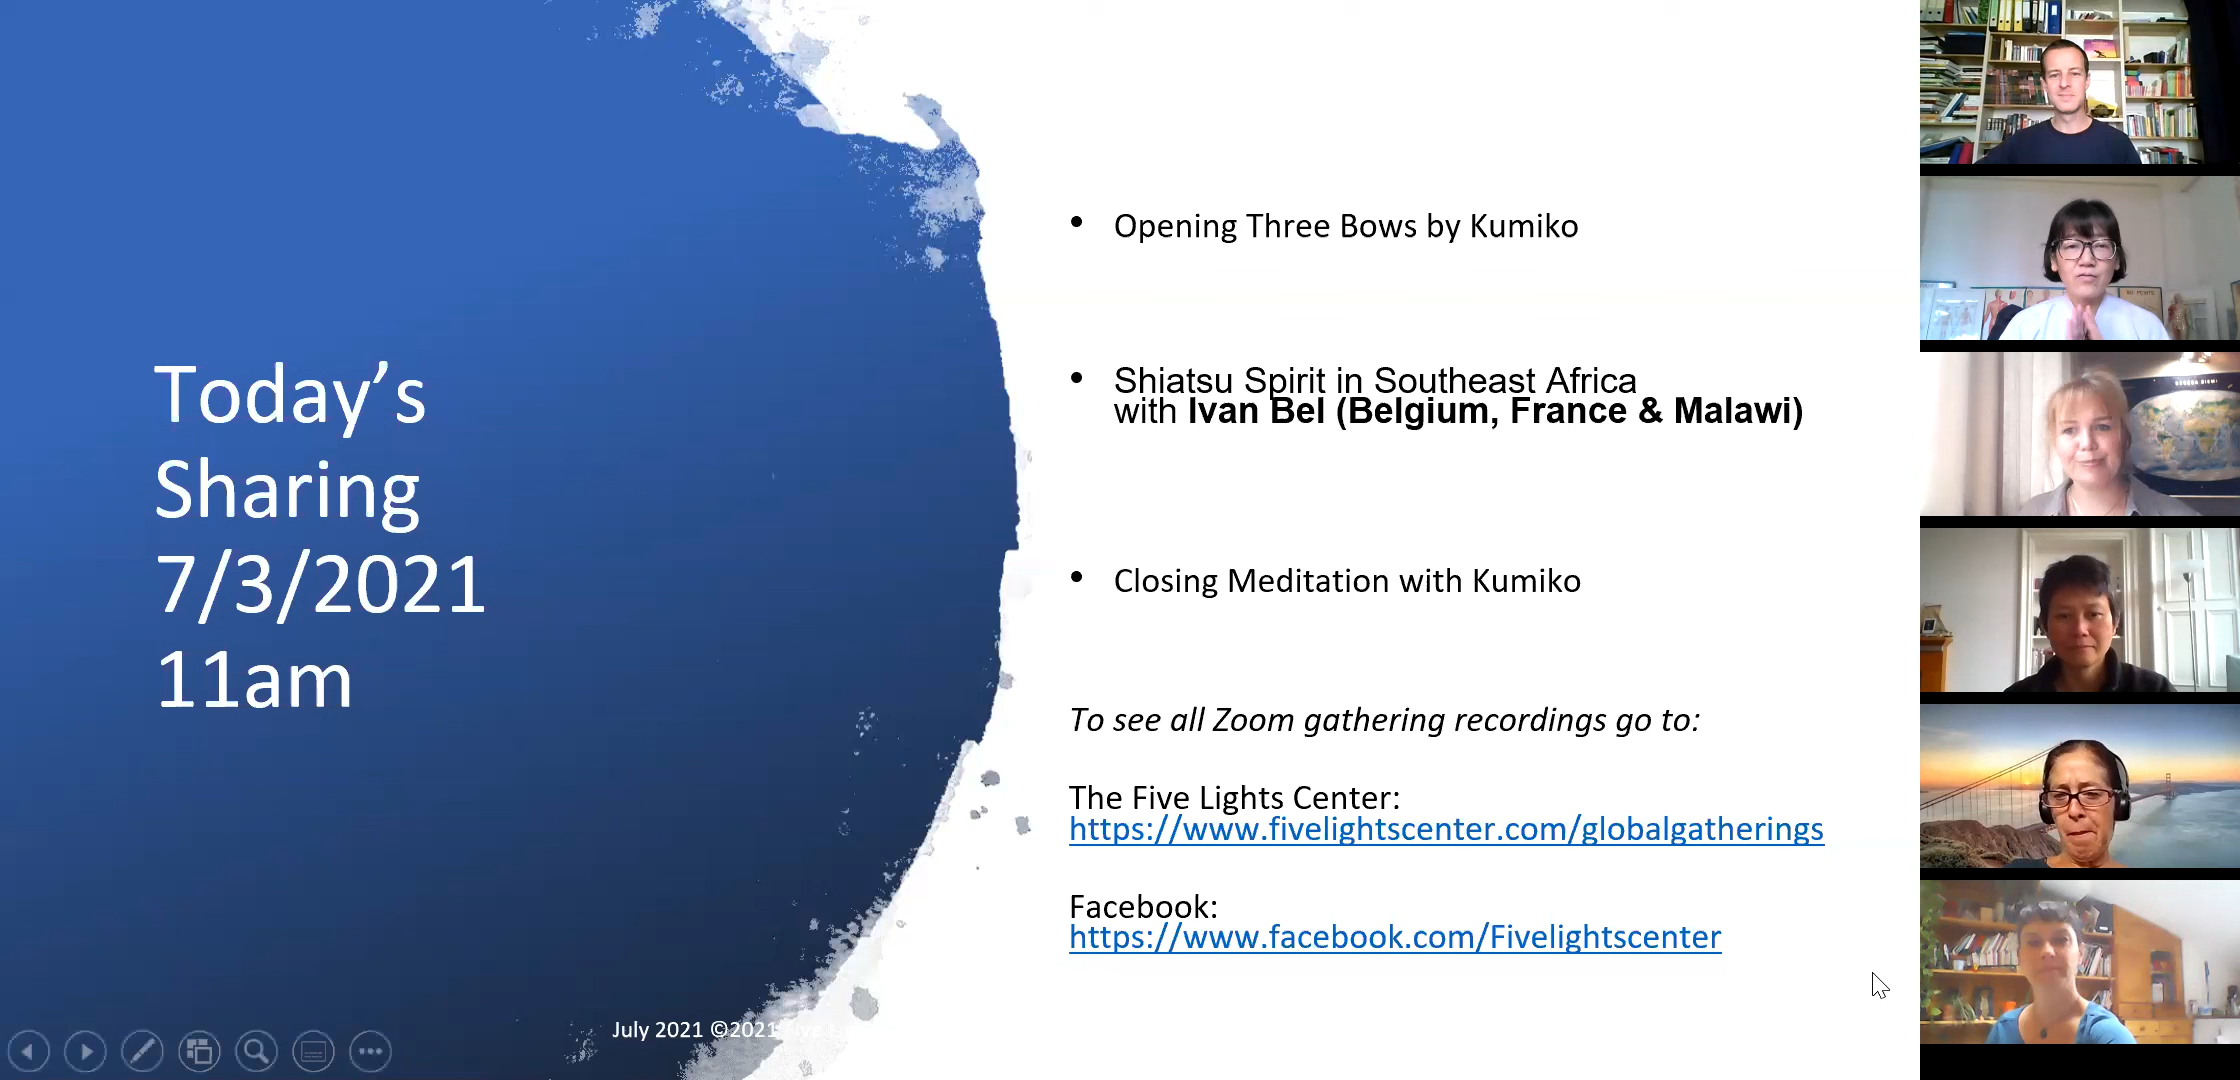 Today’s
Sharing
7/3/2021
11am
• Opening Three Bows by Kumiko
• Shiatsu Spirit in Southeast Africa
with Ivan Bel (Belgium, France & Malawi)
• Closing Meditation with Kumiko
To see all Zoom gathering recordings go to:
The Five Lights Center:
https://www.fivelightscenter.com/globalgatherings
Facebook:
https://www.facebook.com/Fivelightscenter
July 2021 ©2021 Five